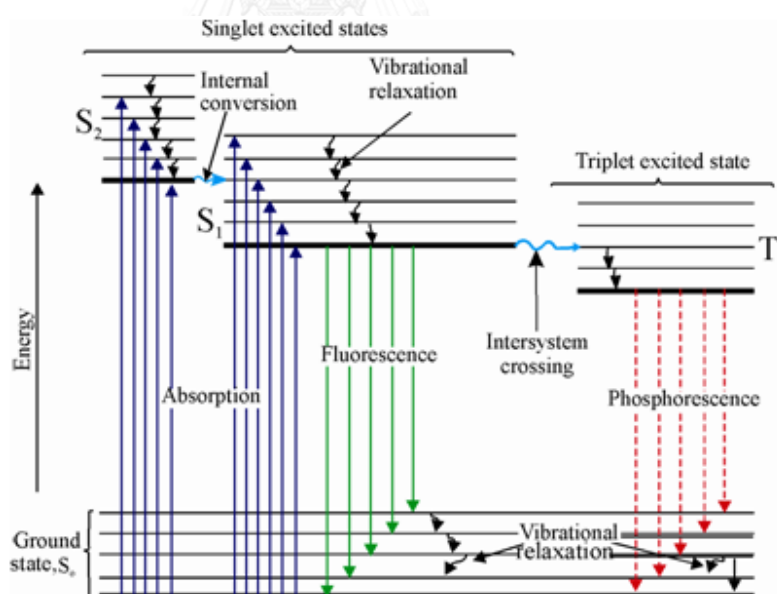 Singlet excited states
Internal
conversion
Vibrational
relaxation
S₂
Triplet excited state
S₁
T
Energy
Fluorescence
Intersystem
crossing
Absorption
Phosphorescence
Ground
state,Sₒ
Vibrational
relaxation